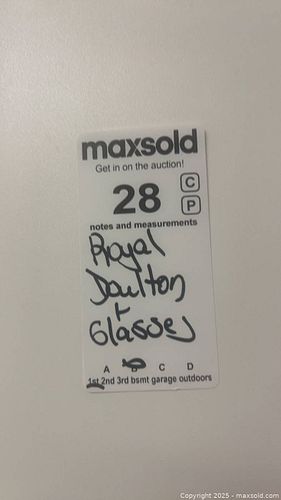 maxsold
Get in on the auction!
28
C
P
notes and measurements
Royal
Doulton
+
Glasses
A B C D
1st 2nd 3rd bsmt garage outdoors
Copyright © 2025 - maxsold.com